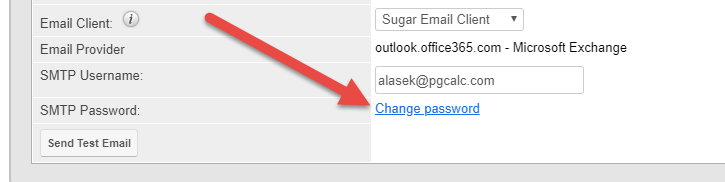 Email Client: i Sugar Email Client
Email Provider outlook.office365.com - Microsoft Exchange
SMTP Username: alasek@pgcalc.com
SMTP Password: Change password
Send Test Email